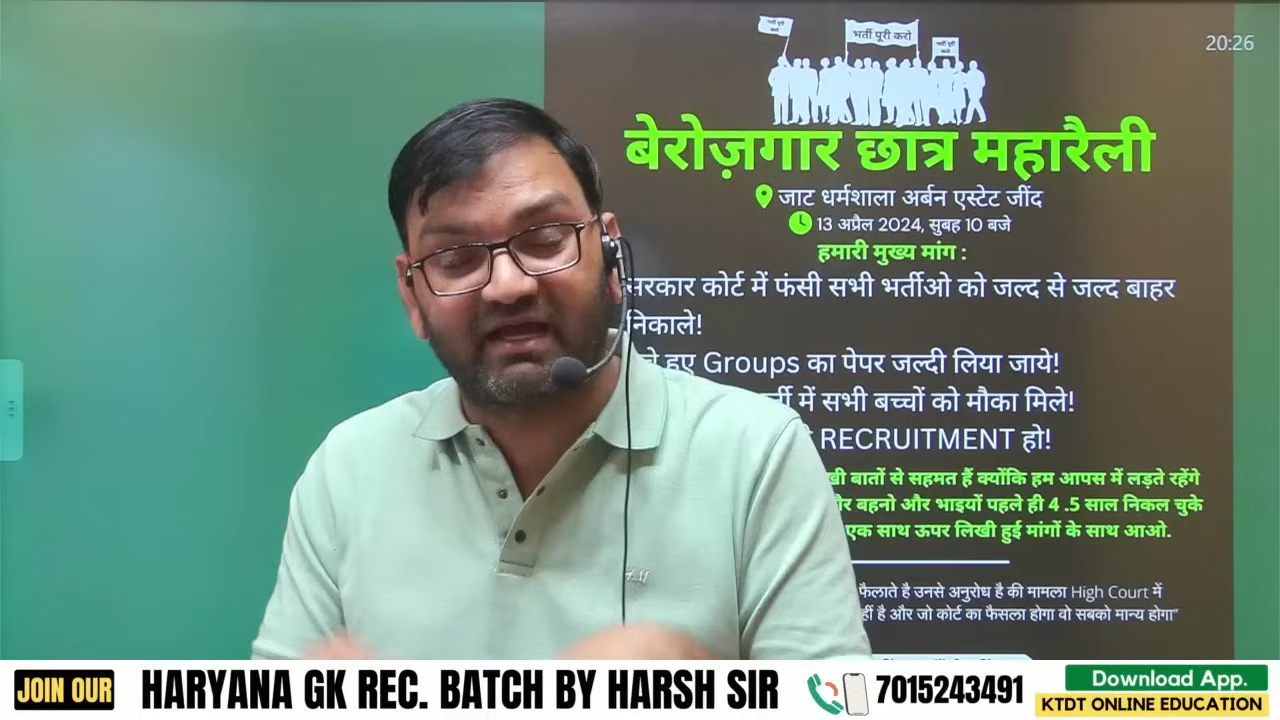 भर्ती पूरी करो
20:26
बेरोज़गार छात्र महारैली
जाट धर्मशाला अर्बन एस्टेट जींद
13 अप्रैल 2024, सुबह 10 बजे
हमारी मुख्य मांग :
सरकार कोर्ट में फंसी सभी भर्तीओ को जल्द से जल्द बाहर
निकाले!
हुए Groups का पेपर जल्दी लिया जाये!
में सभी बच्चों को मौका मिले!
RECRUITMENT हो!
बातों से सहमत हैं क्योंकि हम आपस में लड़ते रहेंगे
बहनो और भाइयों पहले ही 4 .5 साल निकल चुके
एक साथ ऊपर लिखी हुई मांगों के साथ आओ.
फैलाते है उनसे अनुरोध है की मामला High Court में
है और जो कोर्ट का फैसला होगा वो सबको मान्य होगा"
H&M
JOIN OUR HARYANA GK REC. BATCH BY HARSH SIR 7015243491 Download App.
KTDT ONLINE EDUCATION